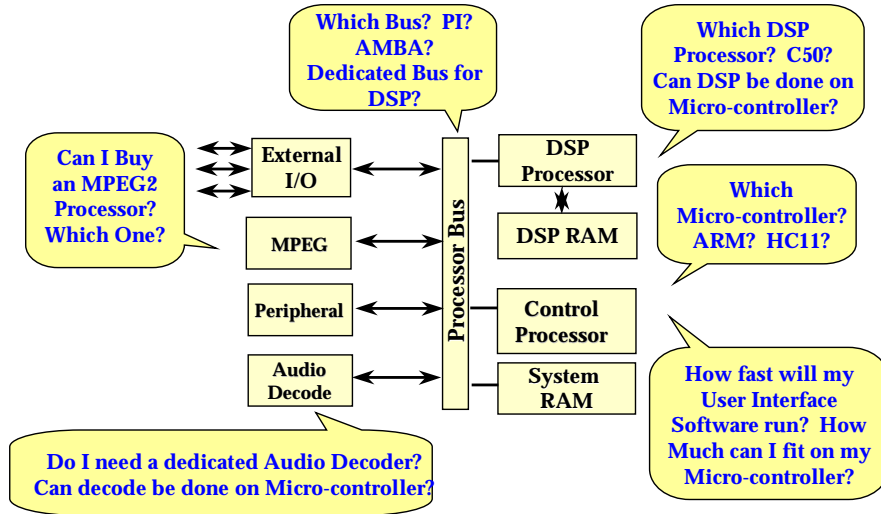 Which Bus? PI?
AMBA?
Dedicated Bus for
DSP?
Which DSP
Processor? C50?
Can DSP be done on
Micro-controller?
Can I Buy
an MPEG2
Processor?
Which One?
External
I/O
MPEG
Peripheral
Audio
Decode
Processor Bus
DSP
Processor
DSP RAM
Control
Processor
System
RAM
Which
Micro-controller?
ARM? HC11?
How fast will my
User Interface
Software run? How
Much can I fit on my
Micro-controller?
Do I need a dedicated Audio Decoder?
Can decode be done on Micro-controller?